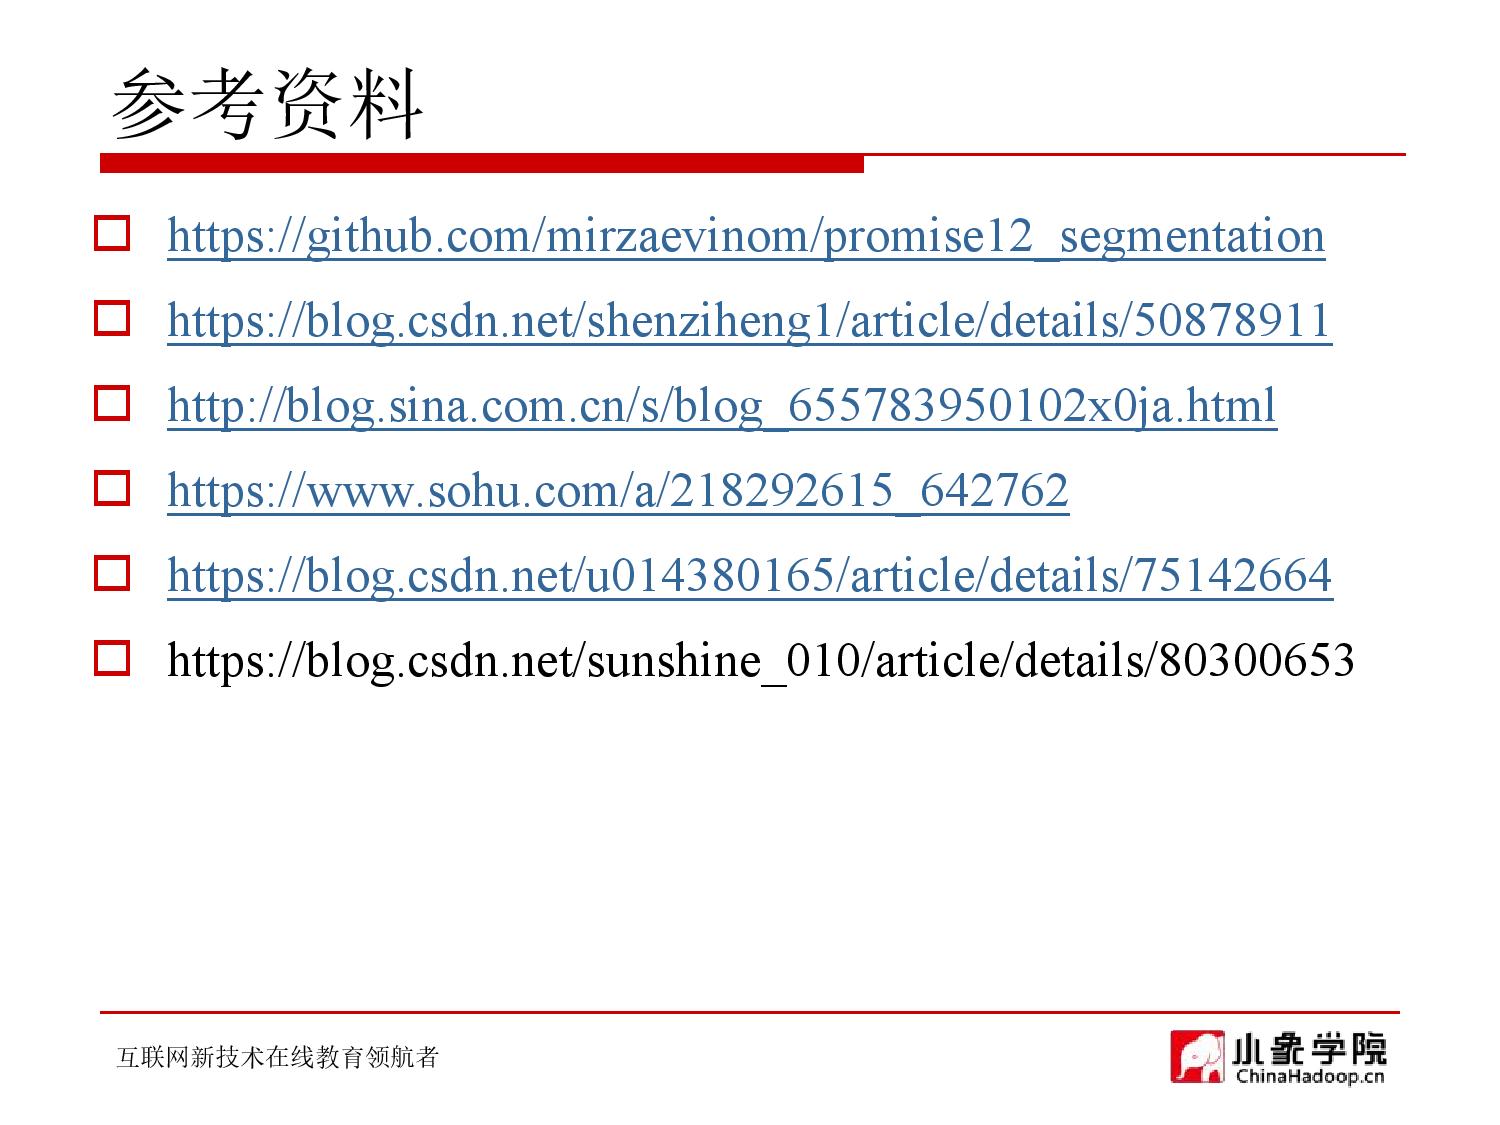 参考资料
https://github.com/mirzaevinom/promise12_segmentation
https://blog.csdn.net/shenziheng1/article/details/50878911
http://blog.sina.com.cn/s/blog_655783950102x0ja.html
https://www.sohu.com/a/218292615_642762
https://blog.csdn.net/u014380165/article/details/75142664
https://blog.csdn.net/sunshine_010/article/details/80300653
互联网新技术在线教育领航者
小象学院
ChinaHadoop.cn